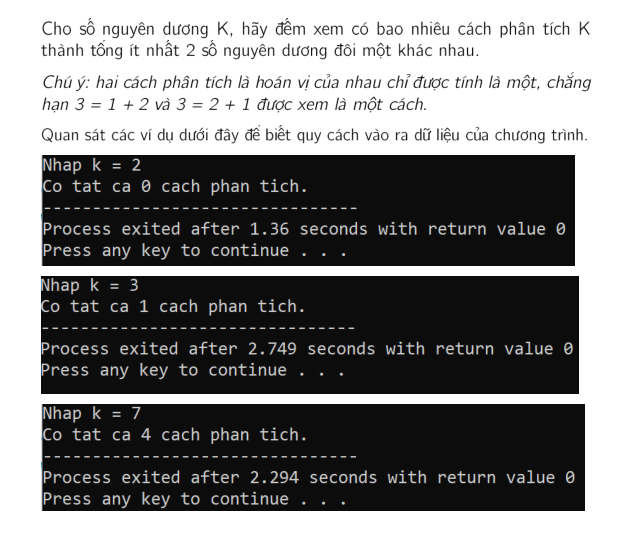 Cho số nguyên dương K, hãy đếm xem có bao nhiêu cách phân tích K
thành tổng ít nhất 2 số nguyên dương đôi một khác nhau.
Chú ý: hai cách phân tích là hoán vị của nhau chỉ được tính là một, chẳng
hạn 3 = 1 + 2 và 3 = 2 + 1 được xem là một cách.
Quan sát các ví dụ dưới đây để biết quy cách vào ra dữ liệu của chương trình.
Nhap k = 2
Co tat ca 0 cach phan tich.
--------------------------------
Process exited after 1.36 seconds with return value 0
Press any key to continue . . .
Nhap k = 3
Co tat ca 1 cach phan tich.
--------------------------------
Process exited after 2.749 seconds with return value 0
Press any key to continue . . .
Nhap k = 7
Co tat ca 4 cach phan tich.
--------------------------------
Process exited after 2.294 seconds with return value 0
Press any key to continue . . .